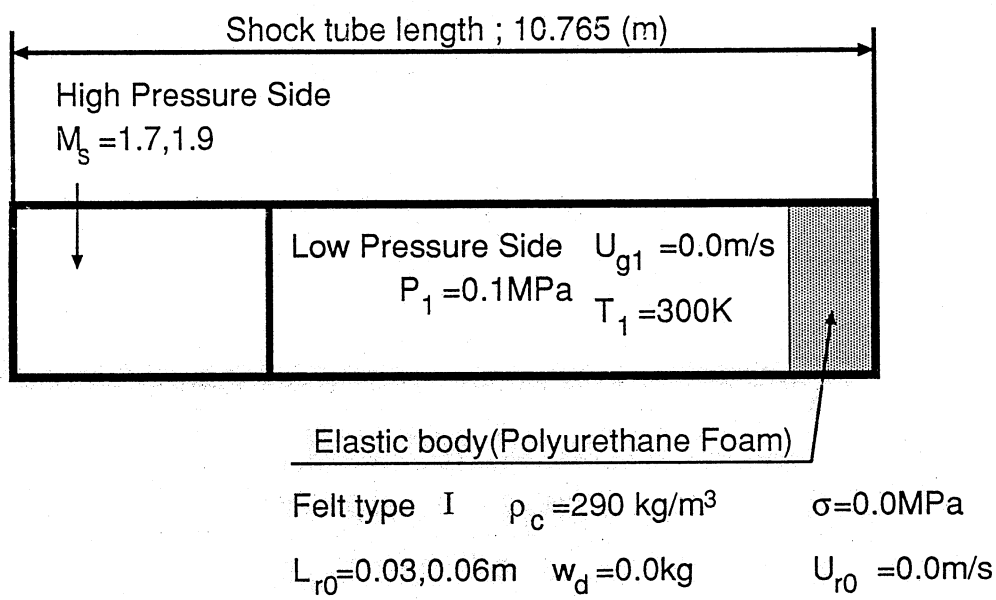 Shock tube length ; 10.765 (m)
High Pressure Side
Ms =1.7,1.9
Low Pressure Side Ug1 =0.0m/s
P1 =0.1MPa
T1 =300K
Elastic body(Polyurethane Foam)
Felt type I ρc =290 kg/m³ σ=0.0MPa
Lr0=0.03,0.06m wd =0.0kg Ur0 =0.0m/s